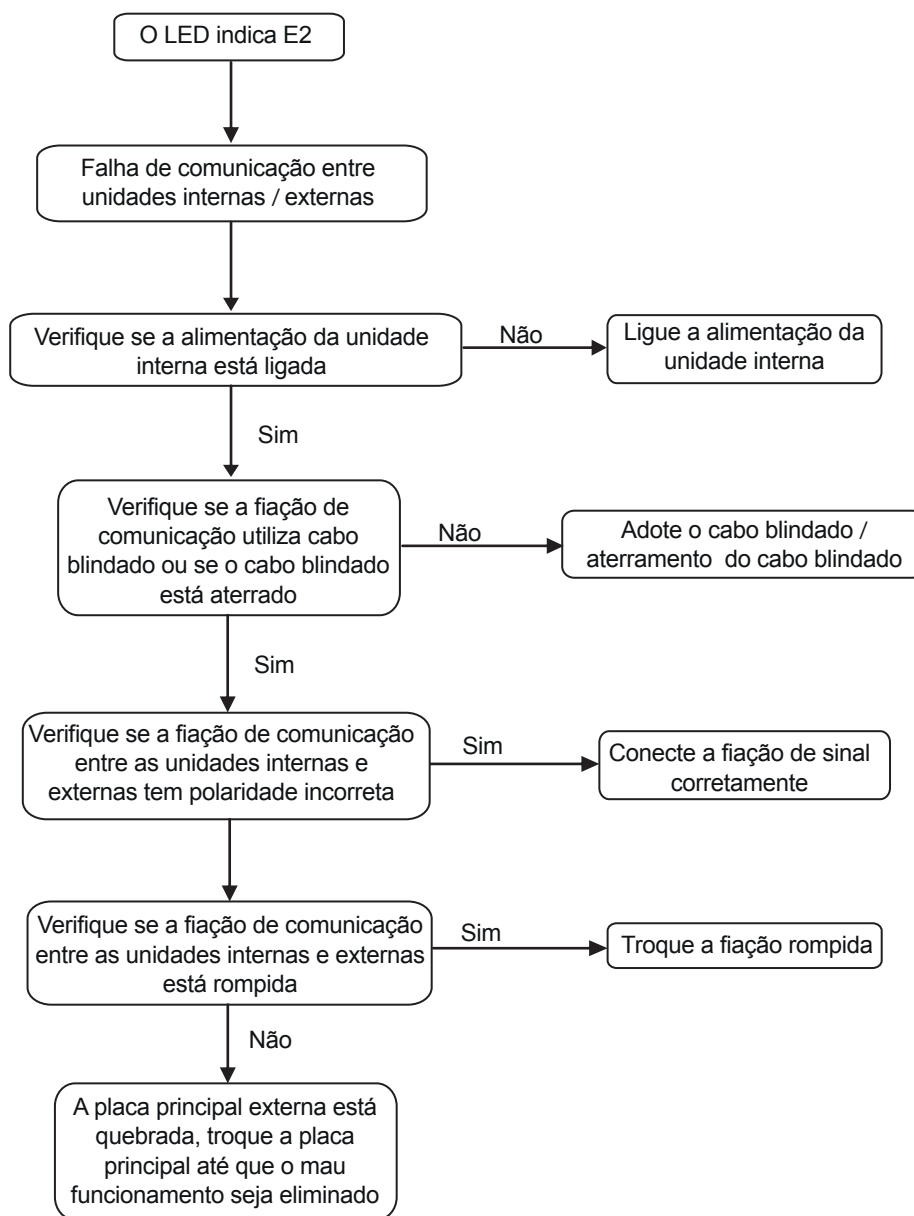 O LED indica E2
Falha de comunicação entre
unidades internas / externas
Verifique se a alimentação da unidade
interna está ligada
Não
Ligue a alimentação da
unidade interna
Sim
Verifique se a fiação de
comunicação utiliza cabo
blindado ou se o cabo blindado
está aterrado
Não
Adote o cabo blindado /
aterramento do cabo blindado
Sim
Verifique se a fiação de comunicação
entre as unidades internas e
externas tem polaridade incorreta
Sim
Conecte a fiação de sinal
corretamente
Verifique se a fiação de comunicação
entre as unidades internas e externas
está rompida
Sim
Troque a fiação rompida
Não
A placa principal externa está
quebrada, troque a placa
principal até que o mau
funcionamento seja eliminado